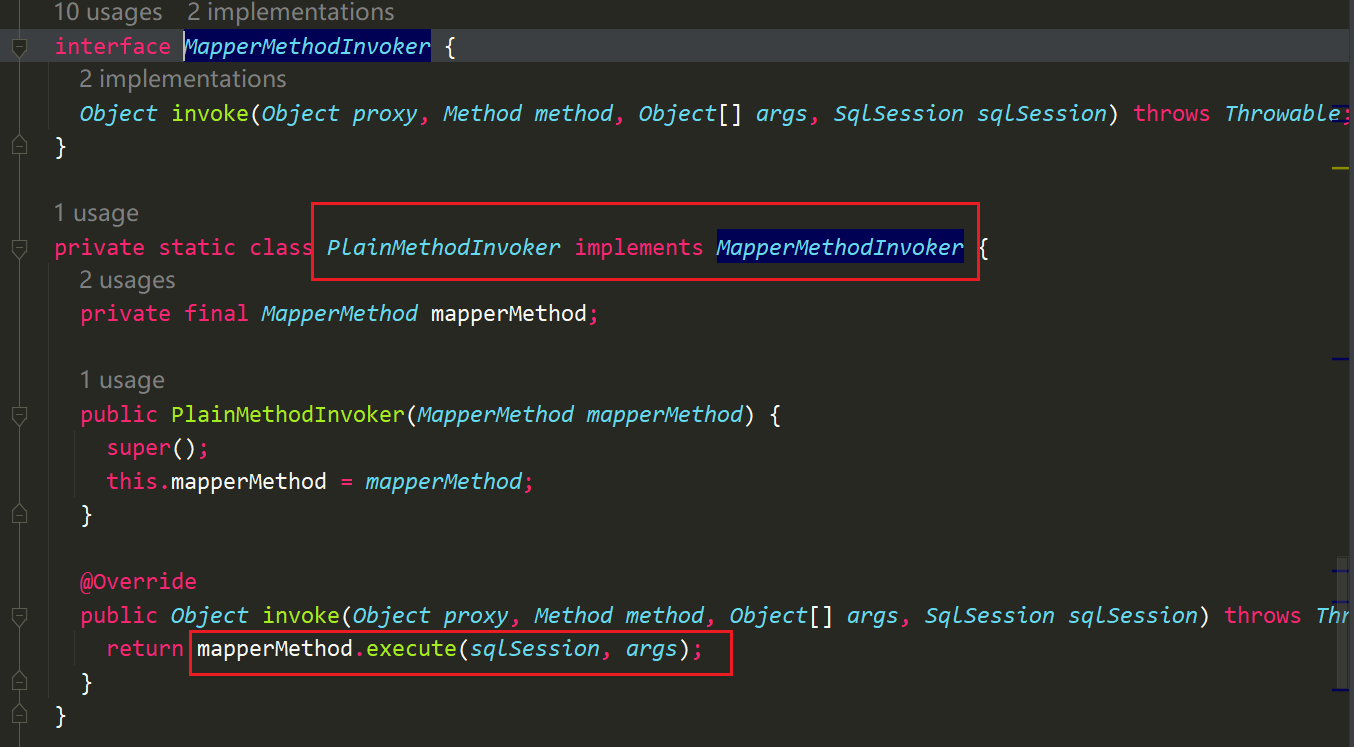 10 usages   2 implementations
interface MapperMethodInvoker {
2 implementations
Object invoke(Object proxy, Method method, Object[] args, SqlSession sqlSession) throws Throwable;
}
1 usage
private static class PlainMethodInvoker implements MapperMethodInvoker {
2 usages
private final MapperMethod mapperMethod;
1 usage
public PlainMethodInvoker(MapperMethod mapperMethod) {
super();
this.mapperMethod = mapperMethod;
}
@Override
public Object invoke(Object proxy, Method method, Object[] args, SqlSession sqlSession) throws Thr
return mapperMethod.execute(sqlSession, args);
}
}